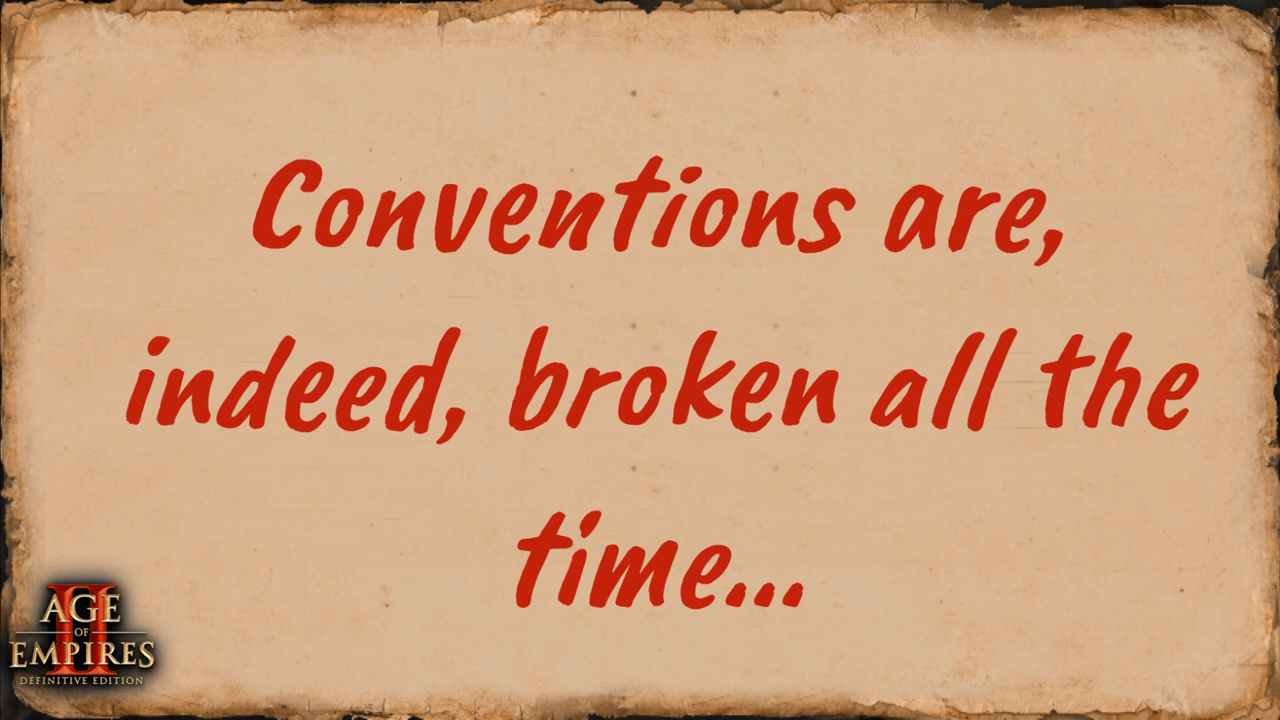 Conventions are,
indeed, broken all the
time...
AGE
OF
EMPIRES
II
DEFINITIVE EDITION